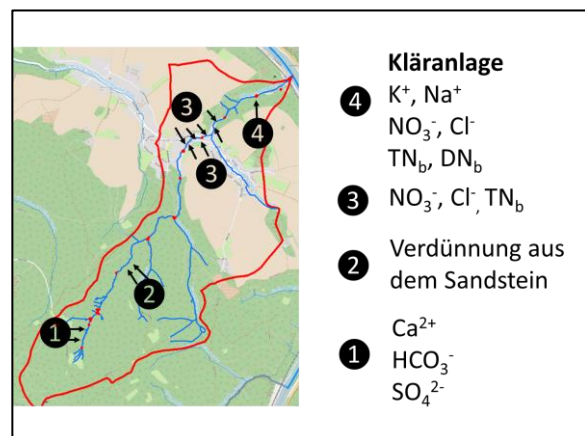 3
4
3
2
1
Kläranlage
4 K⁺, Na⁺
NO₃⁻, Cl⁻
TN_b, DN_b
3 NO₃⁻, Cl⁻, TN_b
2 Verdünnung aus
dem Sandstein
Ca²⁺
1 HCO₃⁻
SO₄²⁻